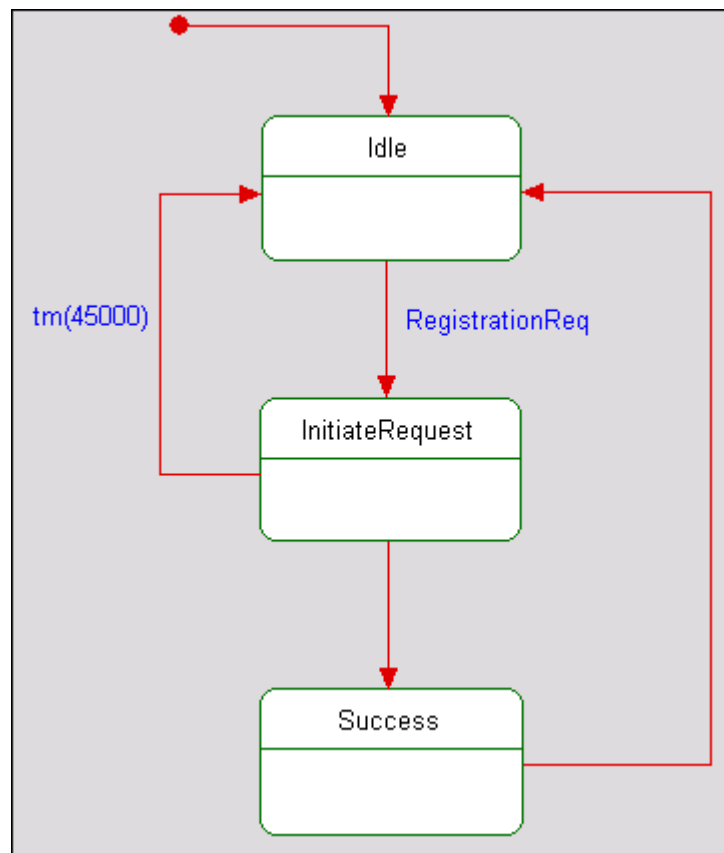 Idle
tm(45000)
RegistrationReq
InitiateRequest
Success